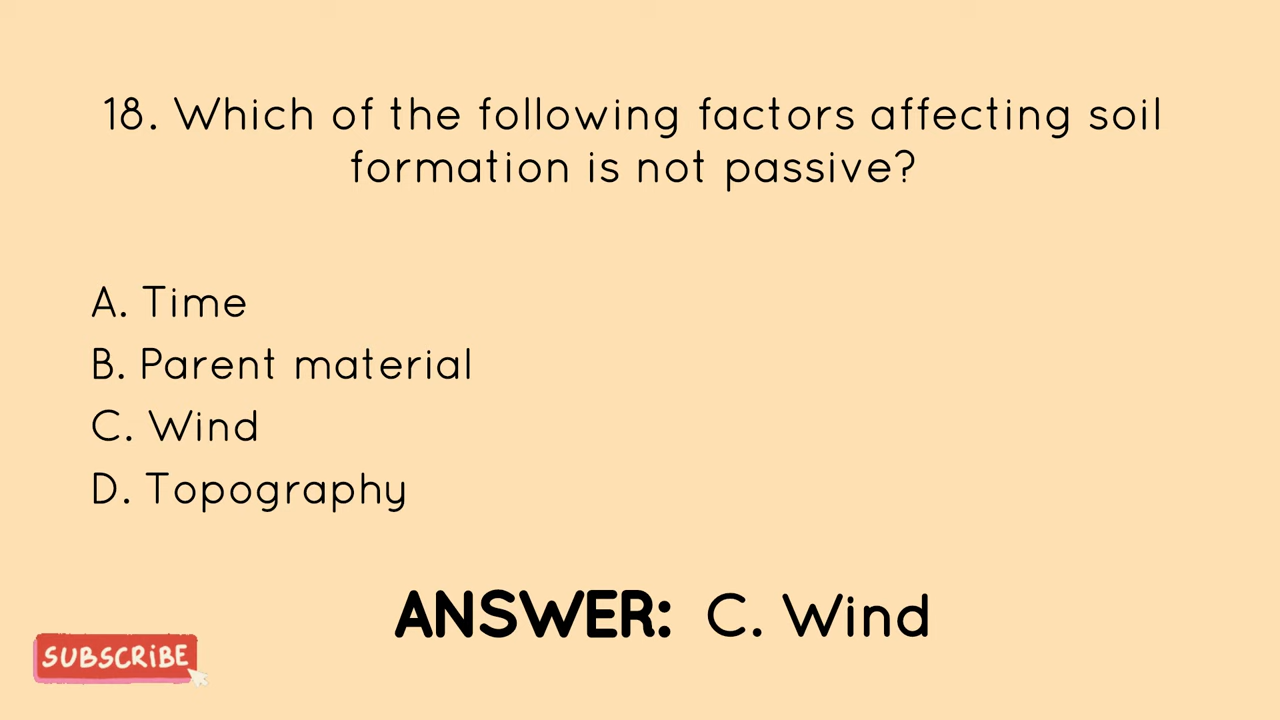 18. Which of the following factors affecting soil
formation is not passive?
A. Time
B. Parent material
C. Wind
D. Topography
ANSWER: C. Wind
SUBSCRiBE